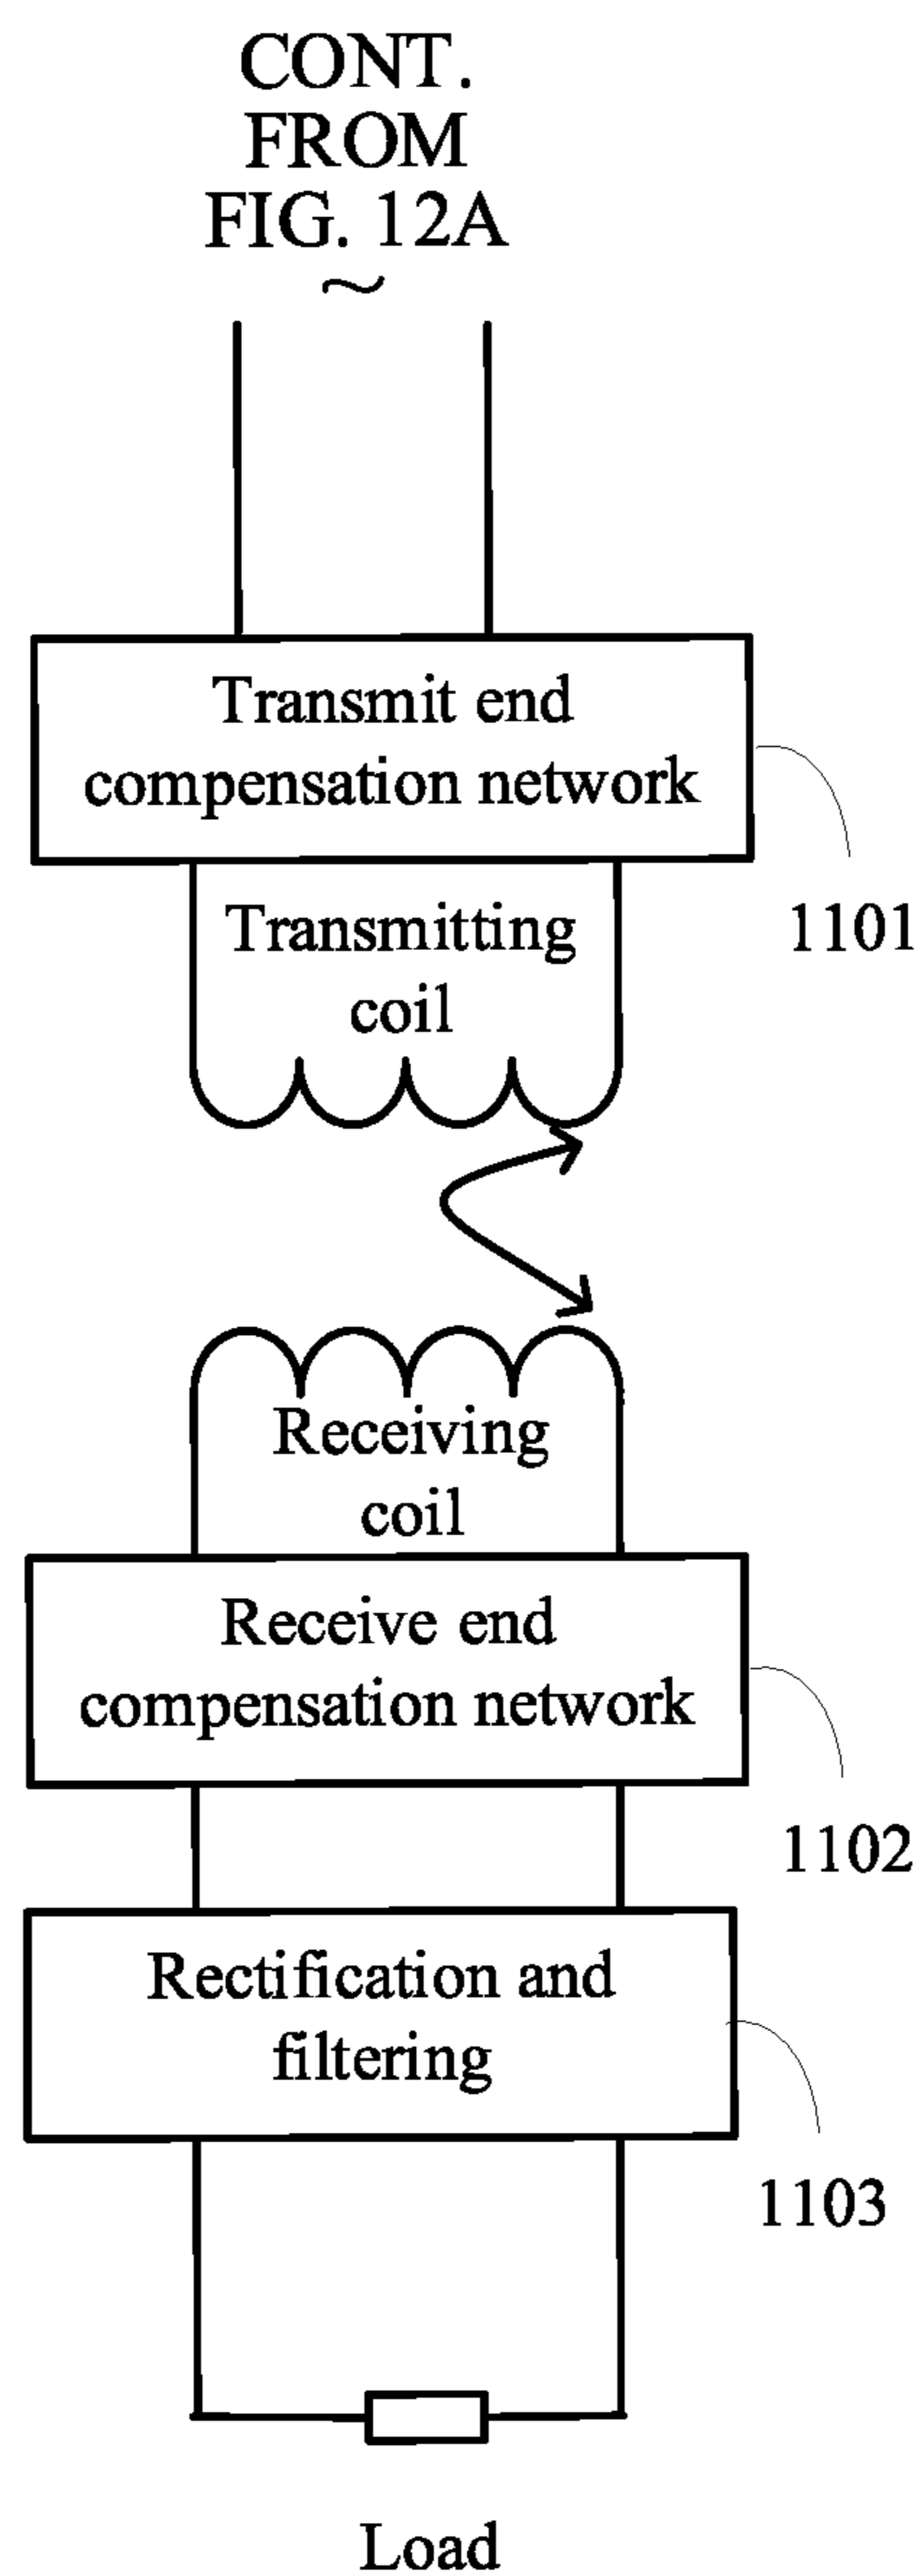 CONT.
FROM
FIG. 12A
~
Transmit end
compensation network
1101
Transmitting
coil
Receiving
coil
Receive end
compensation network
1102
Rectification and
filtering
1103
Load